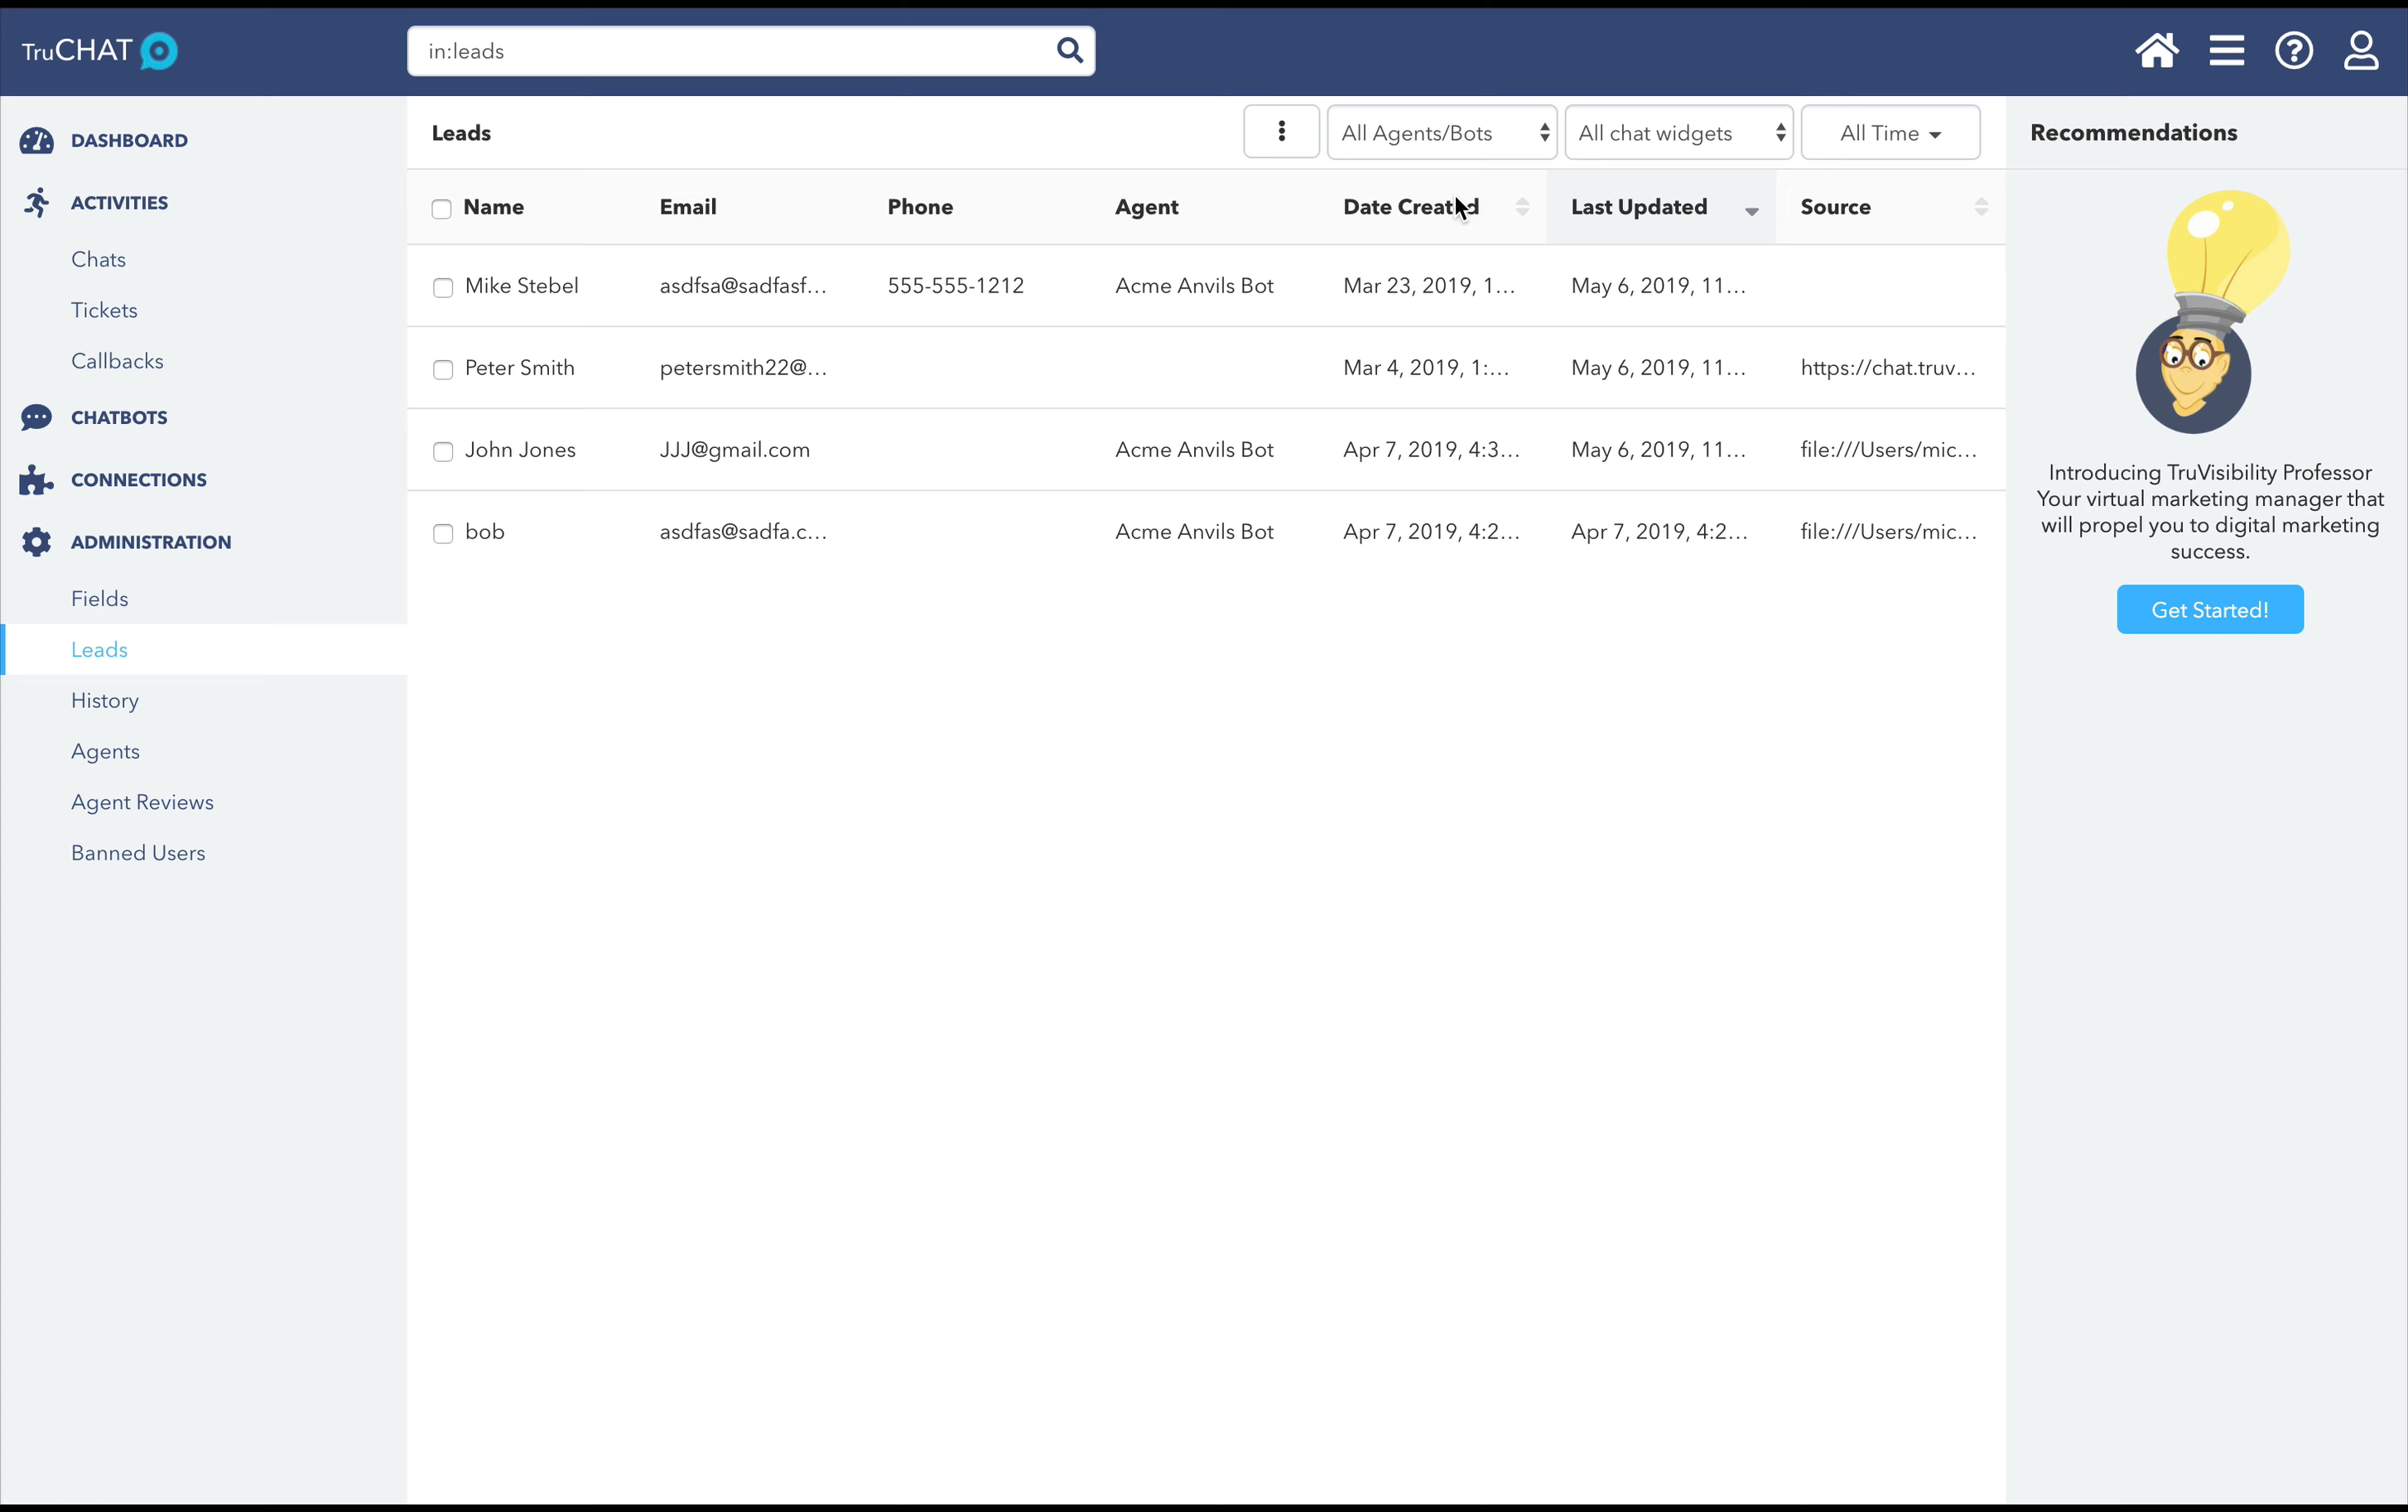 TruCHAT
in:leads
DASHBOARD
ACTIVITIES
Chats
Tickets
Callbacks
CHATBOTS
CONNECTIONS
ADMINISTRATION
Fields
Leads
History
Agents
Agent Reviews
Banned Users
Leads
All Agents/Bots All chat widgets All Time
Name Email Phone Agent Date Created Last Updated Source
Mike Stebel asdfsa@sadfasf... 555-555-1212 Acme Anvils Bot Mar 23, 2019, 1... May 6, 2019, 11...
Peter Smith petersmith22@... Mar 4, 2019, 1:... May 6, 2019, 11... https://chat.truv...
John Jones JJJ@gmail.com Acme Anvils Bot Apr 7, 2019, 4:3... May 6, 2019, 11... file:///Users/mic...
bob asdfas@sadfa.c... Acme Anvils Bot Apr 7, 2019, 4:2... Apr 7, 2019, 4:2... file:///Users/mic...
Recommendations
Introducing TruVisibility Professor
Your virtual marketing manager that
will propel you to digital marketing
success.
Get Started!